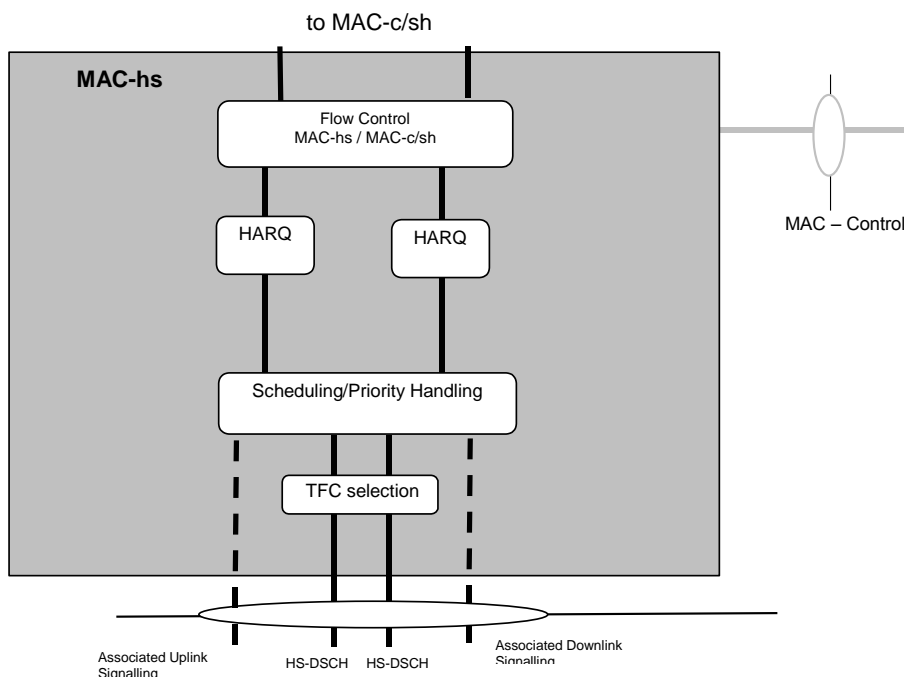 to MAC-c/sh
MAC-hs
Flow Control
MAC-hs / MAC-c/sh
HARQ
HARQ
MAC – Control
Scheduling/Priority Handling
TFC selection
Associated Uplink
Signalling
HS-DSCH
HS-DSCH
Associated Downlink
Signalling